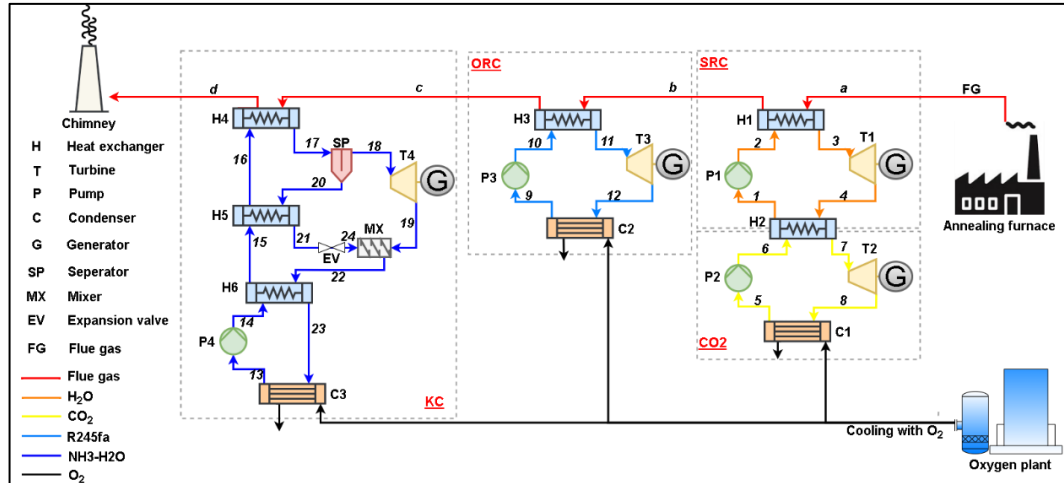 ORC
SRC
d
c
b
a
FG
Chimney
H4
H3
H1
H Heat exchanger
T Turbine
P Pump
C Condenser
G Generator
SP Seperator
MX Mixer
EV Expansion valve
FG Flue gas
Flue gas
H₂O
CO₂
R245fa
NH3-H2O
O₂
16
17
SP
18
T4
G
20
19
H5
15
21
EV
24
MX
22
H6
14
23
P4
13
C3
KC
10
11
T3
G
P3
9
12
C2
2
3
T1
G
P1
1
4
H2
6
7
T2
G
P2
5
8
C1
CO2
Annealing furnace
Cooling with O₂
Oxygen plant